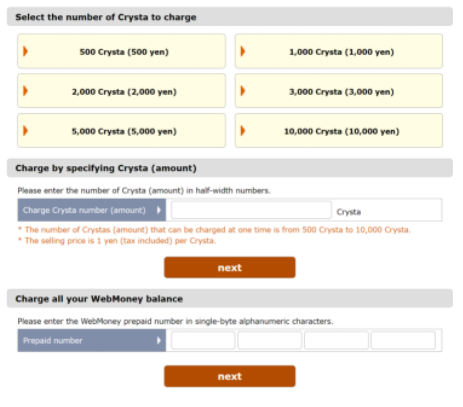 Select the number of Crysta to charge
500 Crysta (500 yen)
1,000 Crysta (1,000 yen)
2,000 Crysta (2,000 yen)
3,000 Crysta (3,000 yen)
5,000 Crysta (5,000 yen)
10,000 Crysta (10,000 yen)
Charge by specifying Crysta (amount)
Please enter the number of Crysta (amount) in half-width numbers.
Charge Crysta number (amount)
Crysta
* The number of Crystas (amount) that can be charged at one time is from 500 Crysta to 10,000 Crysta.
* The selling price is 1 yen (tax included) per Crysta.
next
Charge all your WebMoney balance
Please enter the WebMoney prepaid number in single-byte alphanumeric characters.
Prepaid number
next